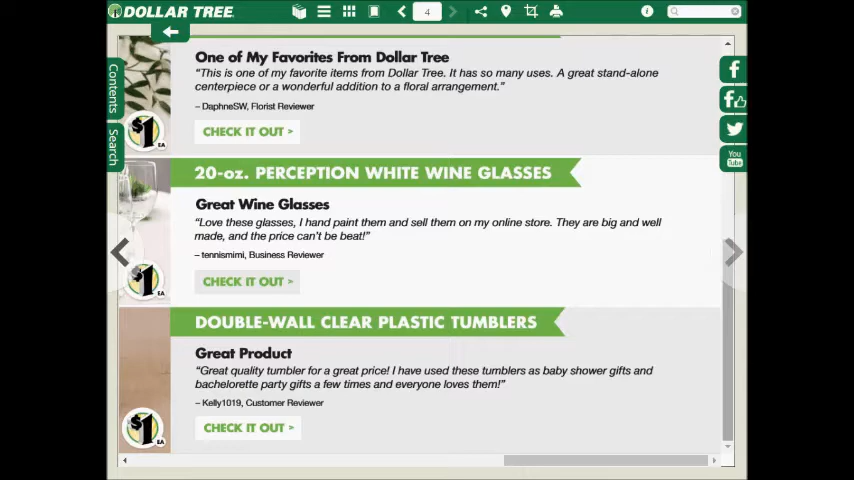 DOLLAR TREE
4
i
Contents
Search
f
f
You
Tube
One of My Favorites From Dollar Tree
“This is one of my favorite items from Dollar Tree. It has so many uses. A great stand-alone
centerpiece or a wonderful addition to a floral arrangement.”
– DaphneSW, Florist Reviewer
$1 EA
CHECK IT OUT >
20-oz. PERCEPTION WHITE WINE GLASSES
Great Wine Glasses
“Love these glasses, I hand paint them and sell them on my online store. They are big and well
made, and the price can’t be beat!”
– tennismimi, Business Reviewer
$1 EA
CHECK IT OUT >
DOUBLE-WALL CLEAR PLASTIC TUMBLERS
Great Product
“Great quality tumbler for a great price! I have used these tumblers as baby shower gifts and
bachelorette party gifts a few times and everyone loves them!”
– Kelly1019, Customer Reviewer
$1 EA
CHECK IT OUT >